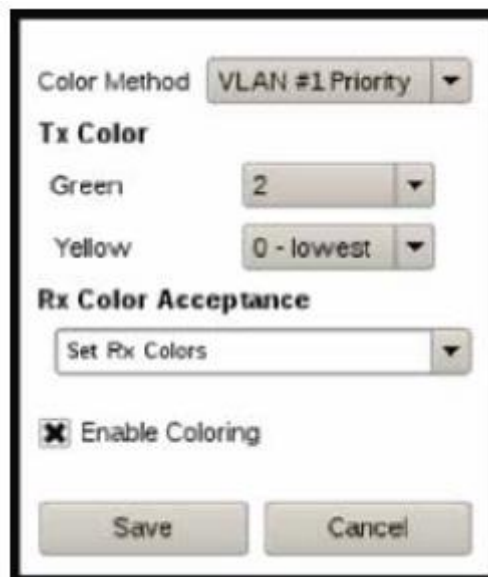 Color Method VLAN #1 Priority
Tx Color
Green 2
Yellow 0 - lowest
Rx Color Acceptance
Set Rx Colors
Enable Coloring
Save Cancel